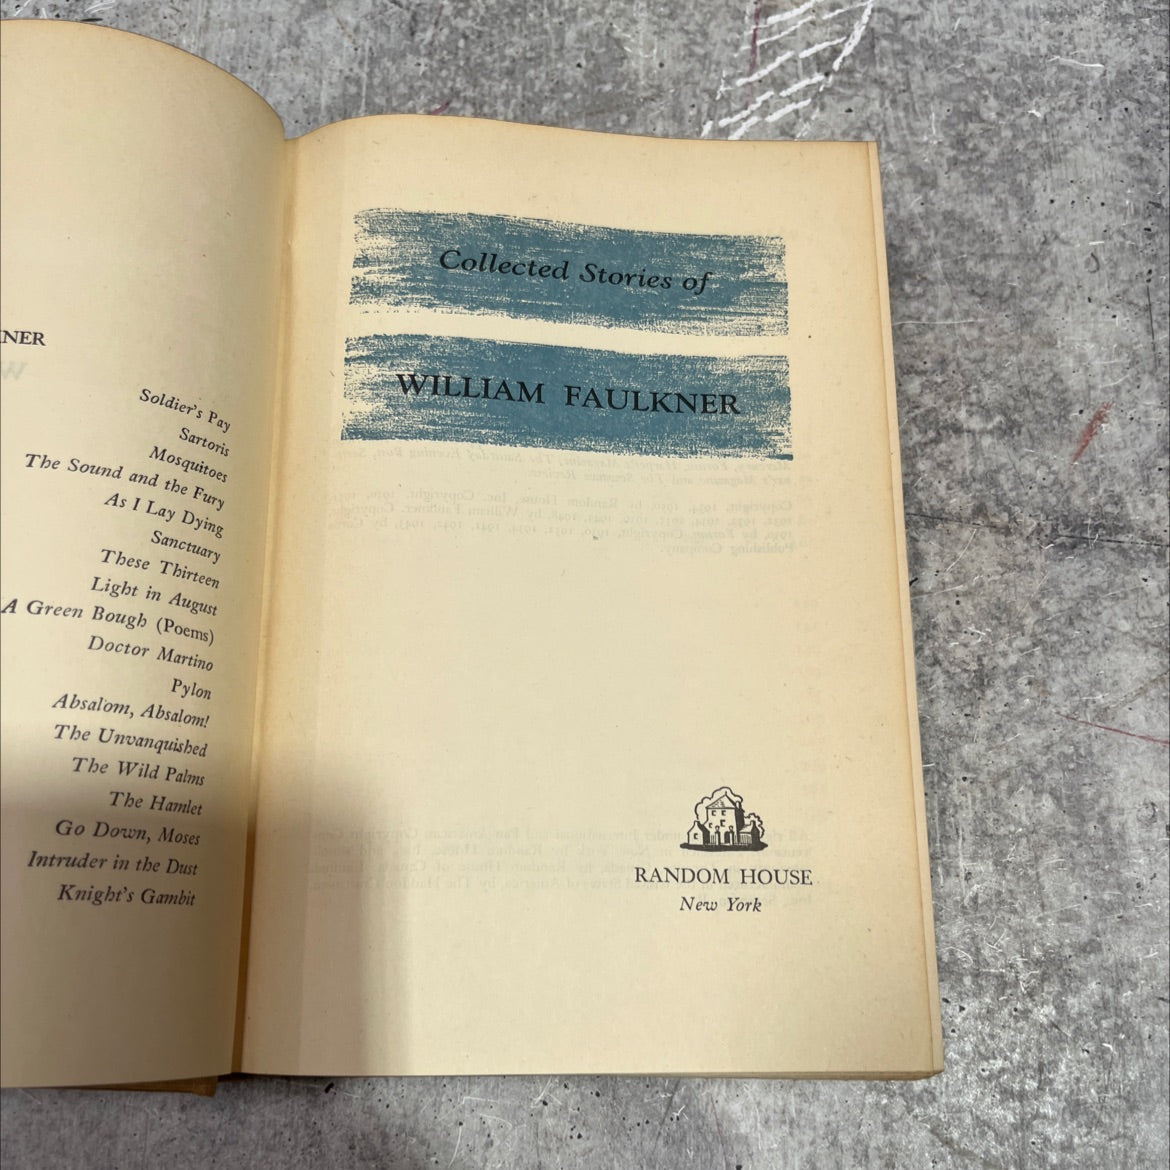 Soldier's Pay
Sartoris
Mosquitoes
The Sound and the Fury
As I Lay Dying
Sanctuary
These Thirteen
Light in August
A Green Bough (Poems)
Doctor Martino
Pylon
Absalom, Absalom!
The Unvanquished
The Wild Palms
The Hamlet
Go Down, Moses
Intruder in the Dust
Knight's Gambit
Collected Stories of
WILLIAM FAULKNER
RANDOM HOUSE
New York